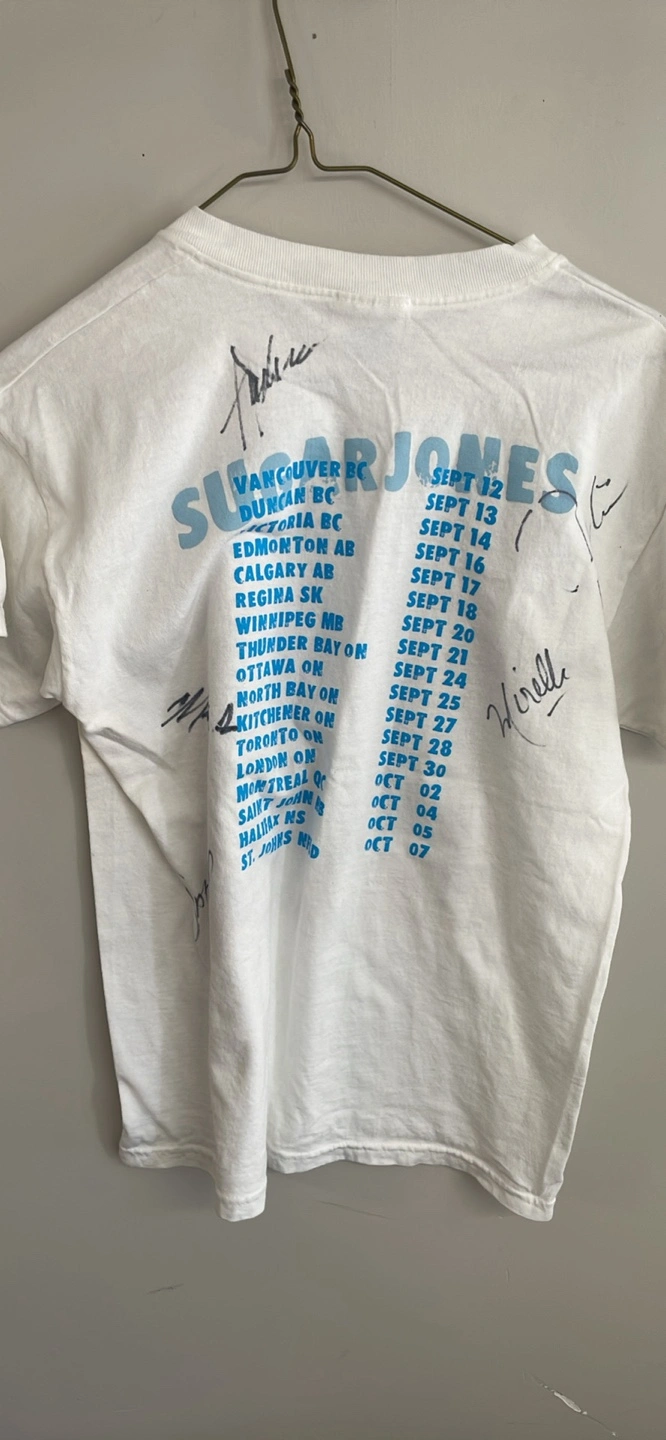 SUGAR JONES
VANCOUVER BC SEPT 12
DUNCAN BC SEPT 13
VICTORIA BC SEPT 14
EDMONTON AB SEPT 16
CALGARY AB SEPT 17
REGINA SK SEPT 18
WINNIPEG MB SEPT 20
THUNDER BAY ON SEPT 21
OTTAWA ON SEPT 24
NORTH BAY ON SEPT 25
KITCHENER ON SEPT 27
TORONTO ON SEPT 28
LONDON ON SEPT 30
MONTREAL QC OCT 02
SAINT JOHN NB OCT 04
HALIFAX NS OCT 05
ST. JOHNS NFLD OCT 07
Mirella